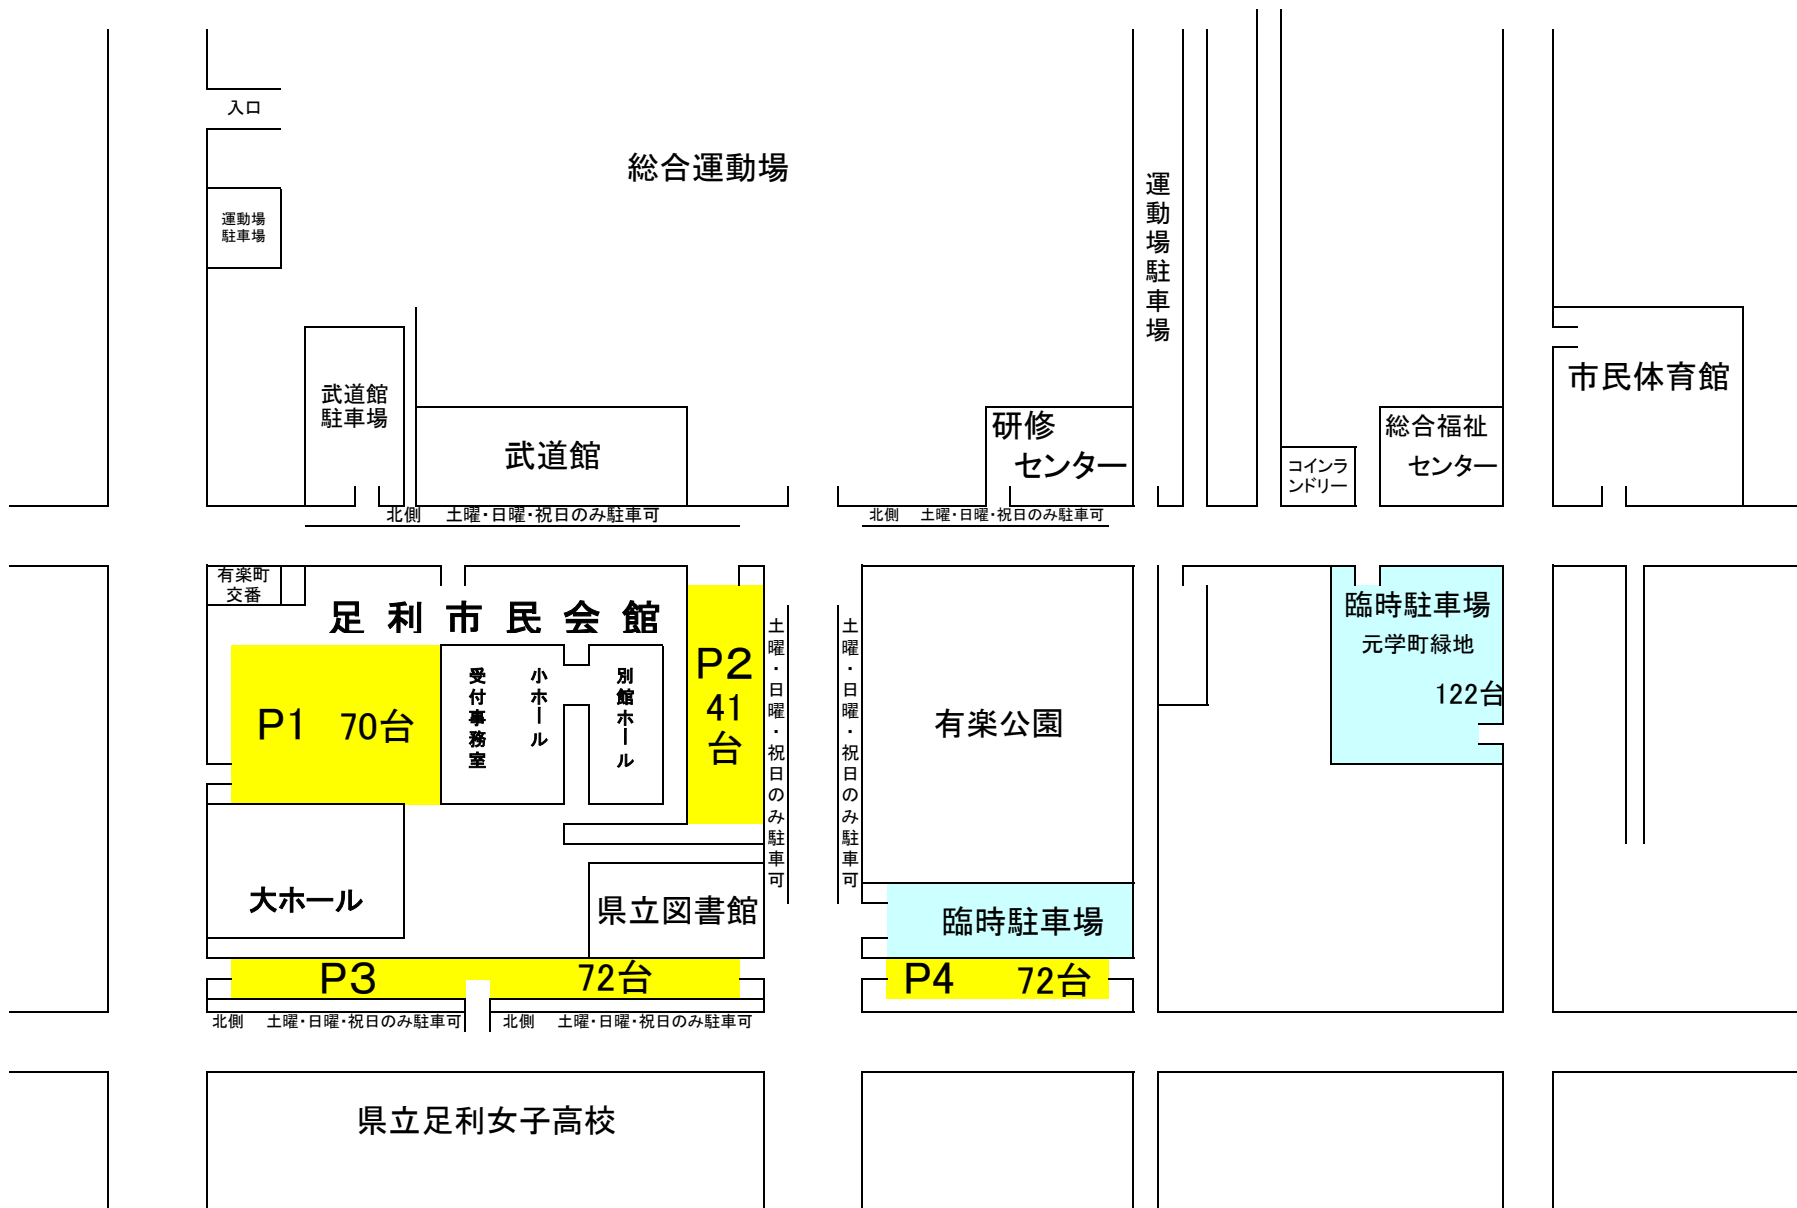 入口
総合運動場
運動場
駐車場
運動場駐車場
武道館
駐車場
武道館
研修
センター
コインラ
ンドリー
総合福祉
センター
市民体育館
北側　土曜・日曜・祝日のみ駐車可
北側　土曜・日曜・祝日のみ駐車可
有楽町
交番
足利市民会館
P1 70台
受付事務室
小ホール
別館ホール
P2
41
台
土曜・日曜・祝日のみ駐車可
土曜・日曜・祝日のみ駐車可
有楽公園
臨時駐車場
元学町緑地
122台
大ホール
県立図書館
臨時駐車場
P3 72台
P4 72台
北側　土曜・日曜・祝日のみ駐車可
北側　土曜・日曜・祝日のみ駐車可
県立足利女子高校